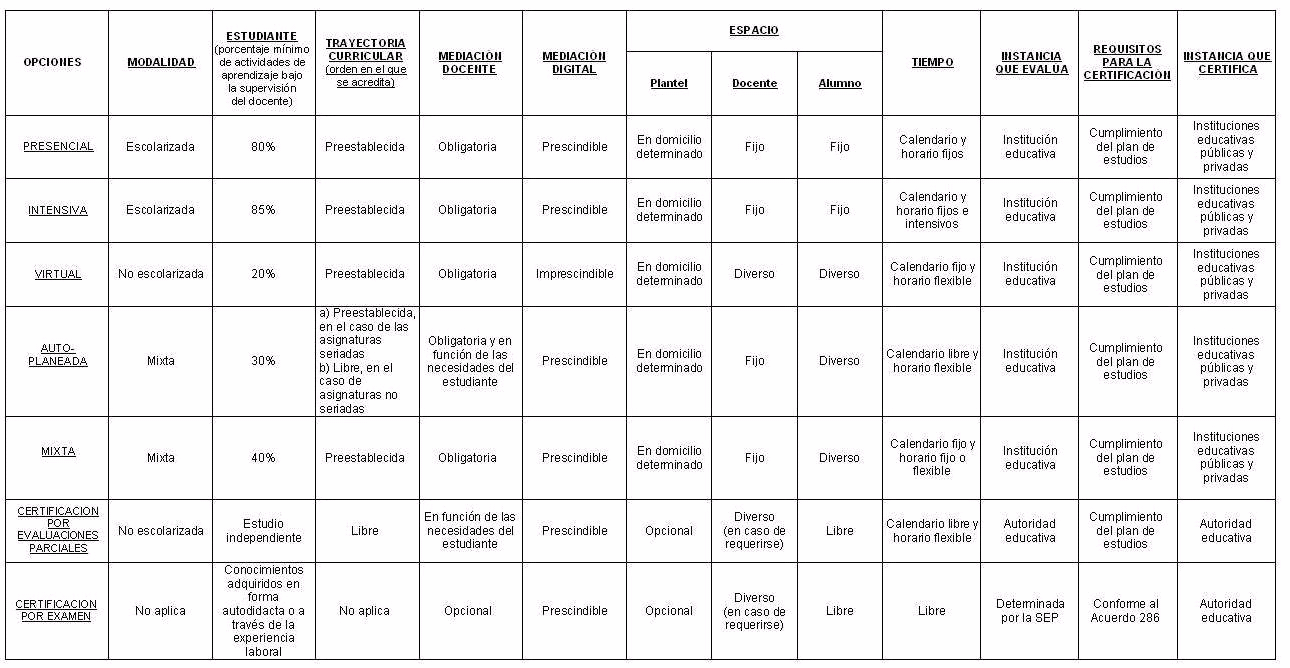 OPCIONES
MODALIDAD
ESTUDIANTE
(porcentaje mínimo
de actividades de
aprendizaje bajo
la supervisión
del docente)
TRAYECTORIA
CURRICULAR
(orden en el que
se acredita)
MEDIACIÓN
DOCENTE
MEDIACIÓN
DIGITAL
ESPACIO
Plantel
Docente
Alumno
TIEMPO
INSTANCIA
QUE EVALÚA
REQUISITOS
PARA LA
CERTIFICACIÓN
INSTANCIA QUE
CERTIFICA
PRESENCIAL
Escolarizada
80%
Preestablecida
Obligatoria
Prescindible
En domicilio
determinado
Fijo
Fijo
Calendario y
horario fijos
Institución
educativa
Cumplimiento
del plan de
estudios
Instituciones
educativas
públicas y
privadas
INTENSIVA
Escolarizada
85%
Preestablecida
Obligatoria
Prescindible
En domicilio
determinado
Fijo
Fijo
Calendario y
horario fijos e
intensivos
Institución
educativa
Cumplimiento
del plan de
estudios
Instituciones
educativas
públicas y
privadas
VIRTUAL
No escolarizada
20%
Preestablecida
Obligatoria
Imprescindible
En domicilio
determinado
Diverso
Diverso
Calendario fijo y
horario flexible
Institución
educativa
Cumplimiento
del plan de
estudios
Instituciones
educativas
públicas y
privadas
AUTO-
PLANEADA
Mixta
30%
a) Preestablecida,
en el caso de las
asignaturas
seriadas
b) Libre, en el
caso de
asignaturas no
seriadas
Obligatoria y en
función de las
necesidades del
estudiante
Prescindible
En domicilio
determinado
Fijo
Diverso
Calendario libre y
horario flexible
Institución
educativa
Cumplimiento
del plan de
estudios
Instituciones
educativas
públicas y
privadas
MIXTA
Mixta
40%
Preestablecida
Obligatoria
Prescindible
En domicilio
determinado
Fijo
Diverso
Calendario fijo y
horario fijo o
flexible
Institución
educativa
Cumplimiento
del plan de
estudios
Instituciones
educativas
públicas y
privadas
CERTIFICACION
POR
EVALUACIONES
PARCIALES
No escolarizada
Estudio
independiente
Libre
En función de las
necesidades del
estudiante
Prescindible
Opcional
Diverso
(en caso de
requerirse)
Libre
Calendario libre y
horario flexible
Autoridad
educativa
Cumplimiento
del plan de
estudios
Autoridad
educativa
CERTIFICACION
POR EXAMEN
No aplica
Conocimientos
adquiridos en
forma
autodidacta o a
través de la
experiencia
laboral
No aplica
Opcional
Prescindible
Opcional
Diverso
(en caso de
requerirse)
Libre
Libre
Determinada
por la SEP
Conforme al
Acuerdo 286
Autoridad
educativa